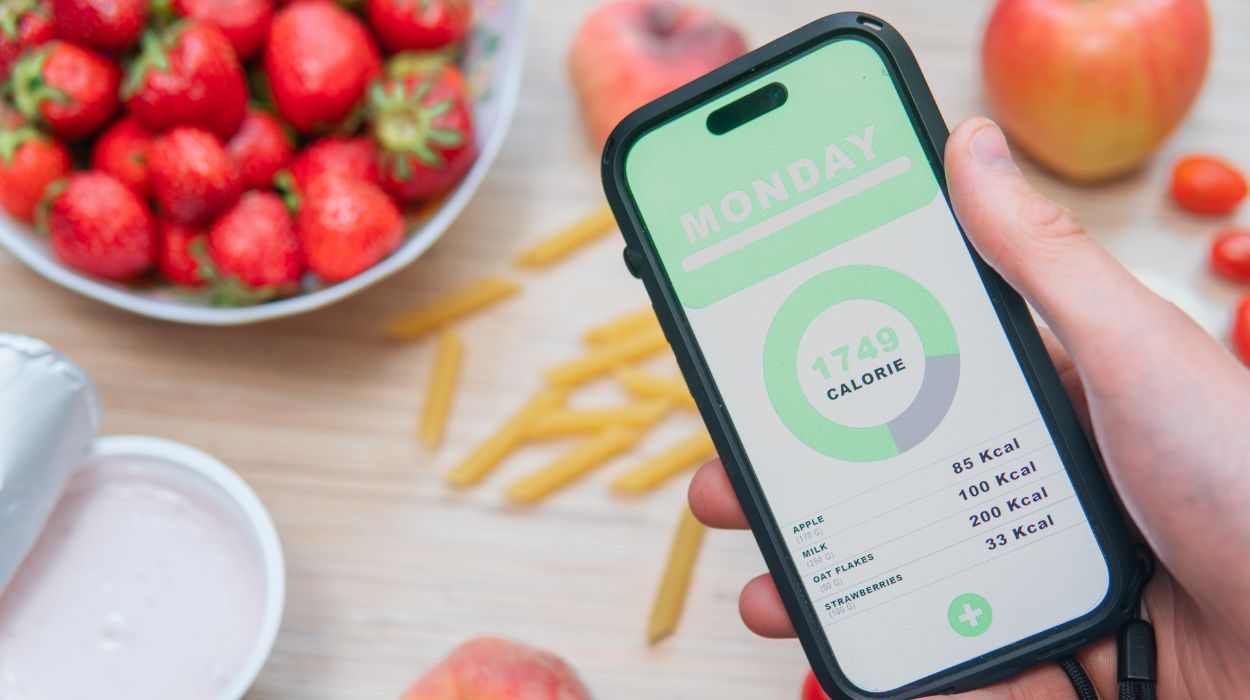 MONDAY
1749
CALORIE
APPLE 85 Kcal
(170 G)
MILK 100 Kcal
(250 G)
OAT FLAKES 200 Kcal
(50 G)
STRAWBERRIES 33 Kcal
(100 G)